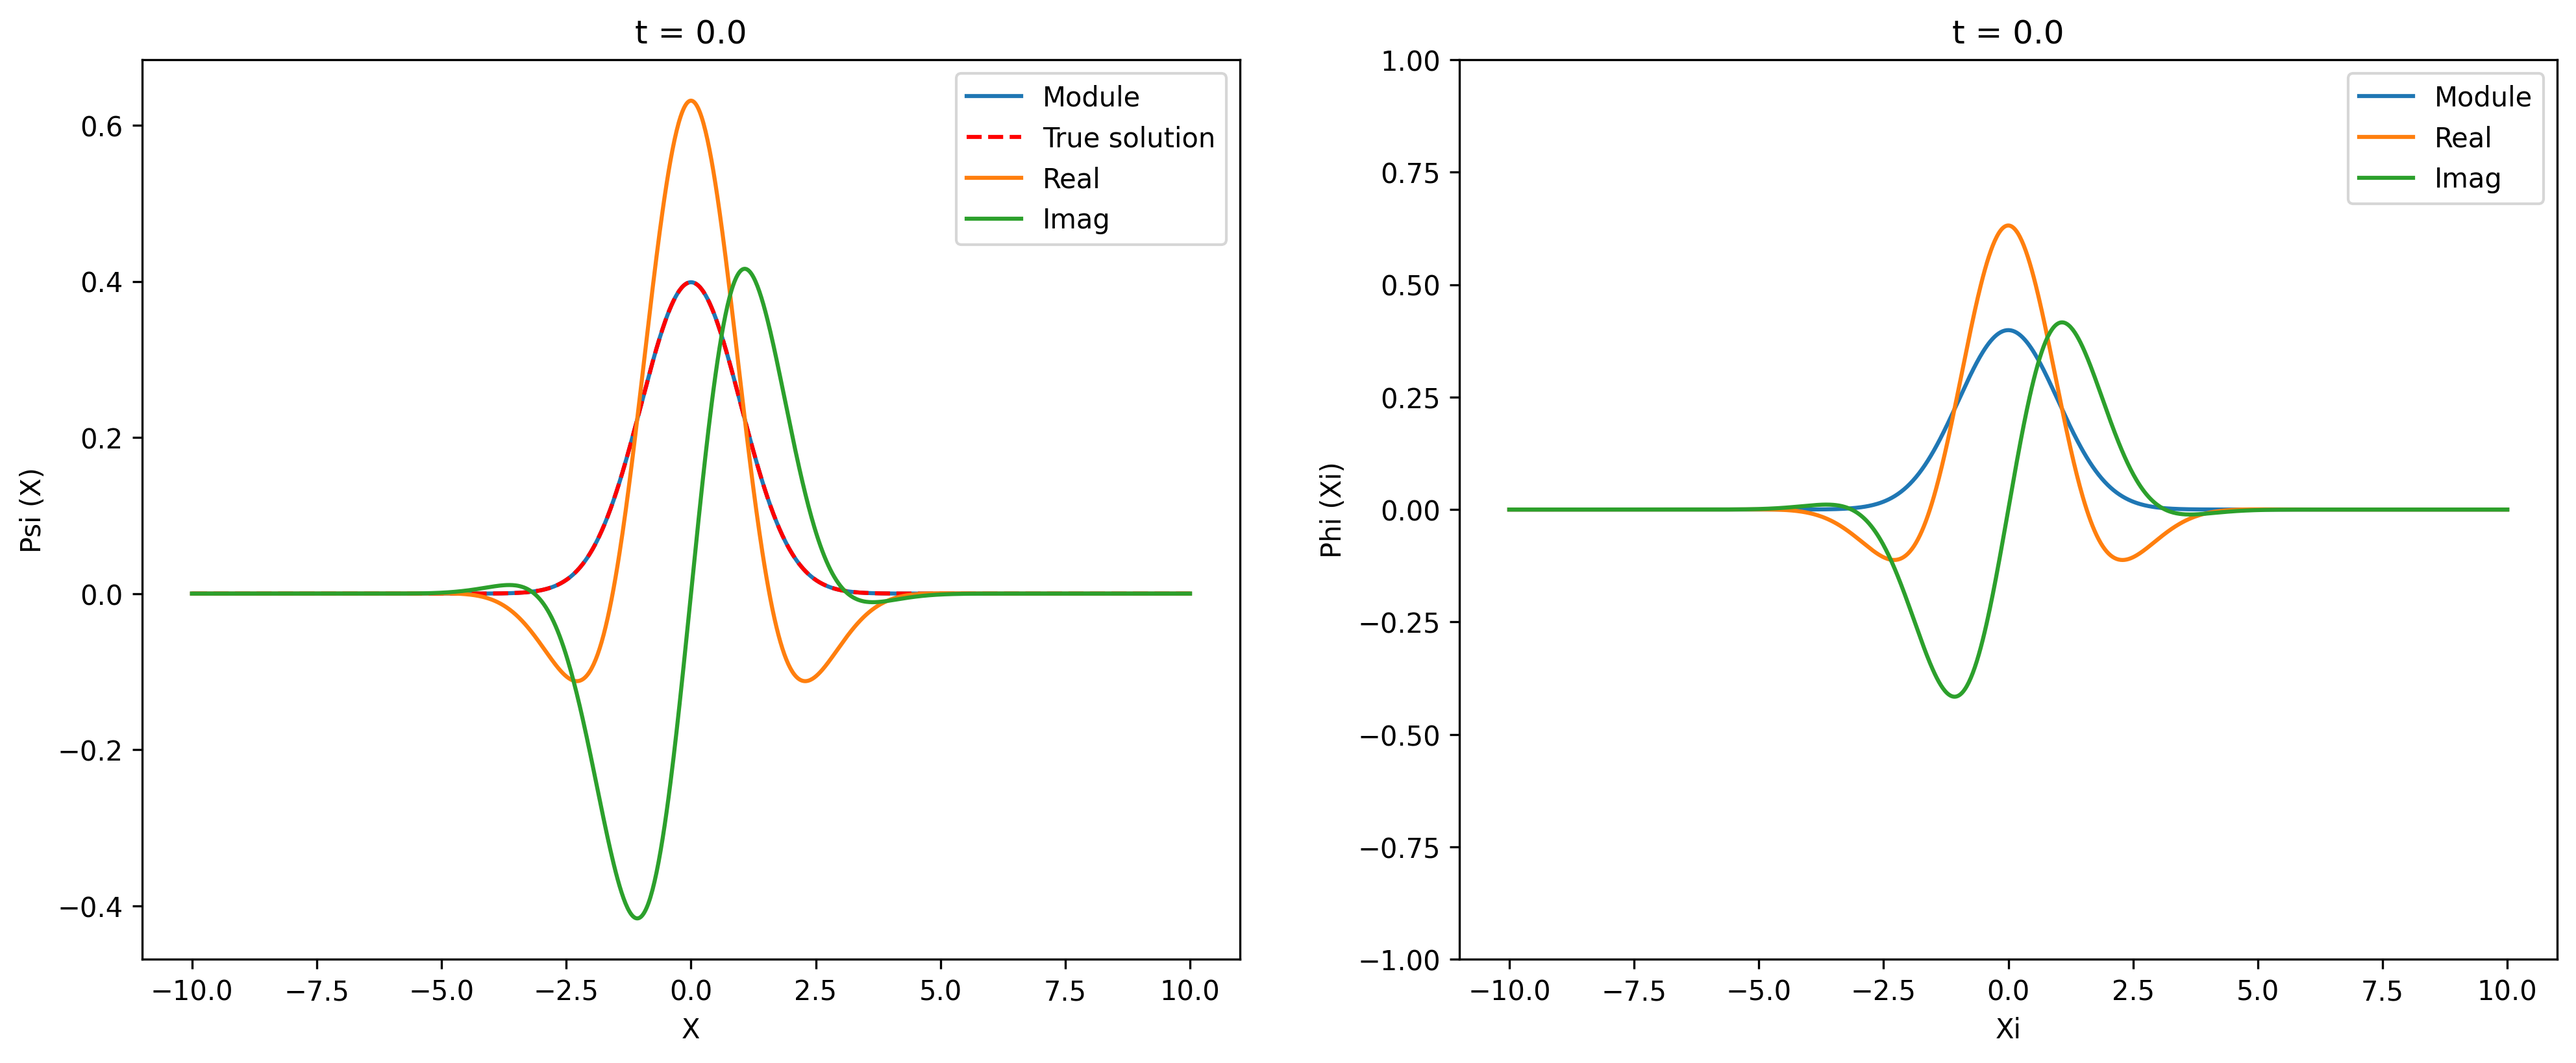 t = 0.0
Psi (X)
0.6
0.4
0.2
0.0
−0.2
−0.4
Module
True solution
Real
Imag
−10.0 −7.5 −5.0 −2.5 0.0 2.5 5.0 7.5 10.0
X
t = 0.0
Phi (Xi)
1.00
0.75
0.50
0.25
0.00
−0.25
−0.50
−0.75
−1.00
Module
Real
Imag
−10.0 −7.5 −5.0 −2.5 0.0 2.5 5.0 7.5 10.0
Xi